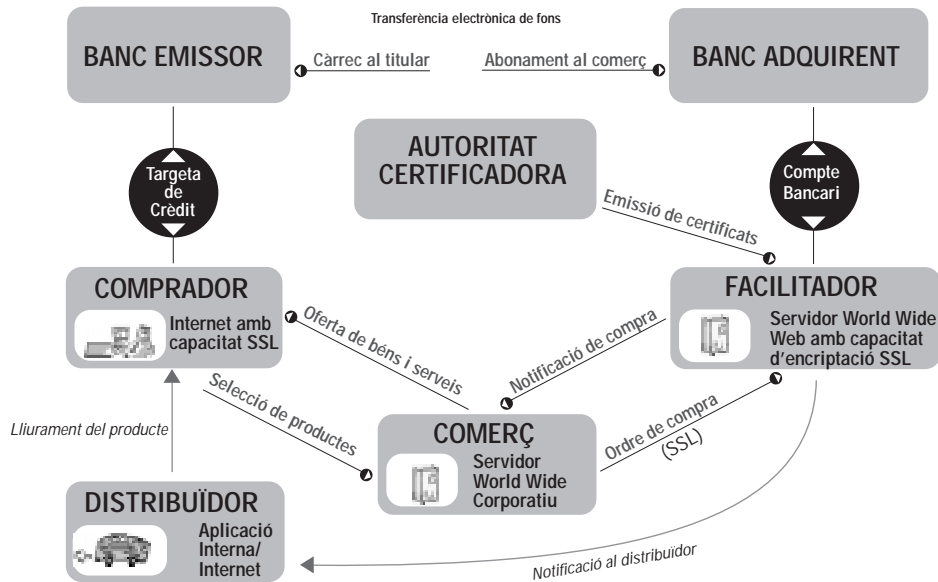 Transferència electrònica de fons
BANC EMISSOR
Càrrec al titular
Abonament al comerç
BANC ADQUIRENT
AUTORITAT
CERTIFICADORA
Targeta
de
Crèdit
Compte
Bancari
Emissió de certificats
COMPRADOR
Internet amb
capacitat SSL
FACILITADOR
Servidor World Wide
Web amb capacitat
d'encriptació SSL
Oferta de béns i serveis
Notificació de compra
Selecció de productes
Ordre de compra
(SSL)
Lliurament del producte
COMERÇ
Servidor
World Wide
Corporatiu
DISTRIBUÏDOR
Aplicació
Interna/
Internet
Notificació al distribuïdor